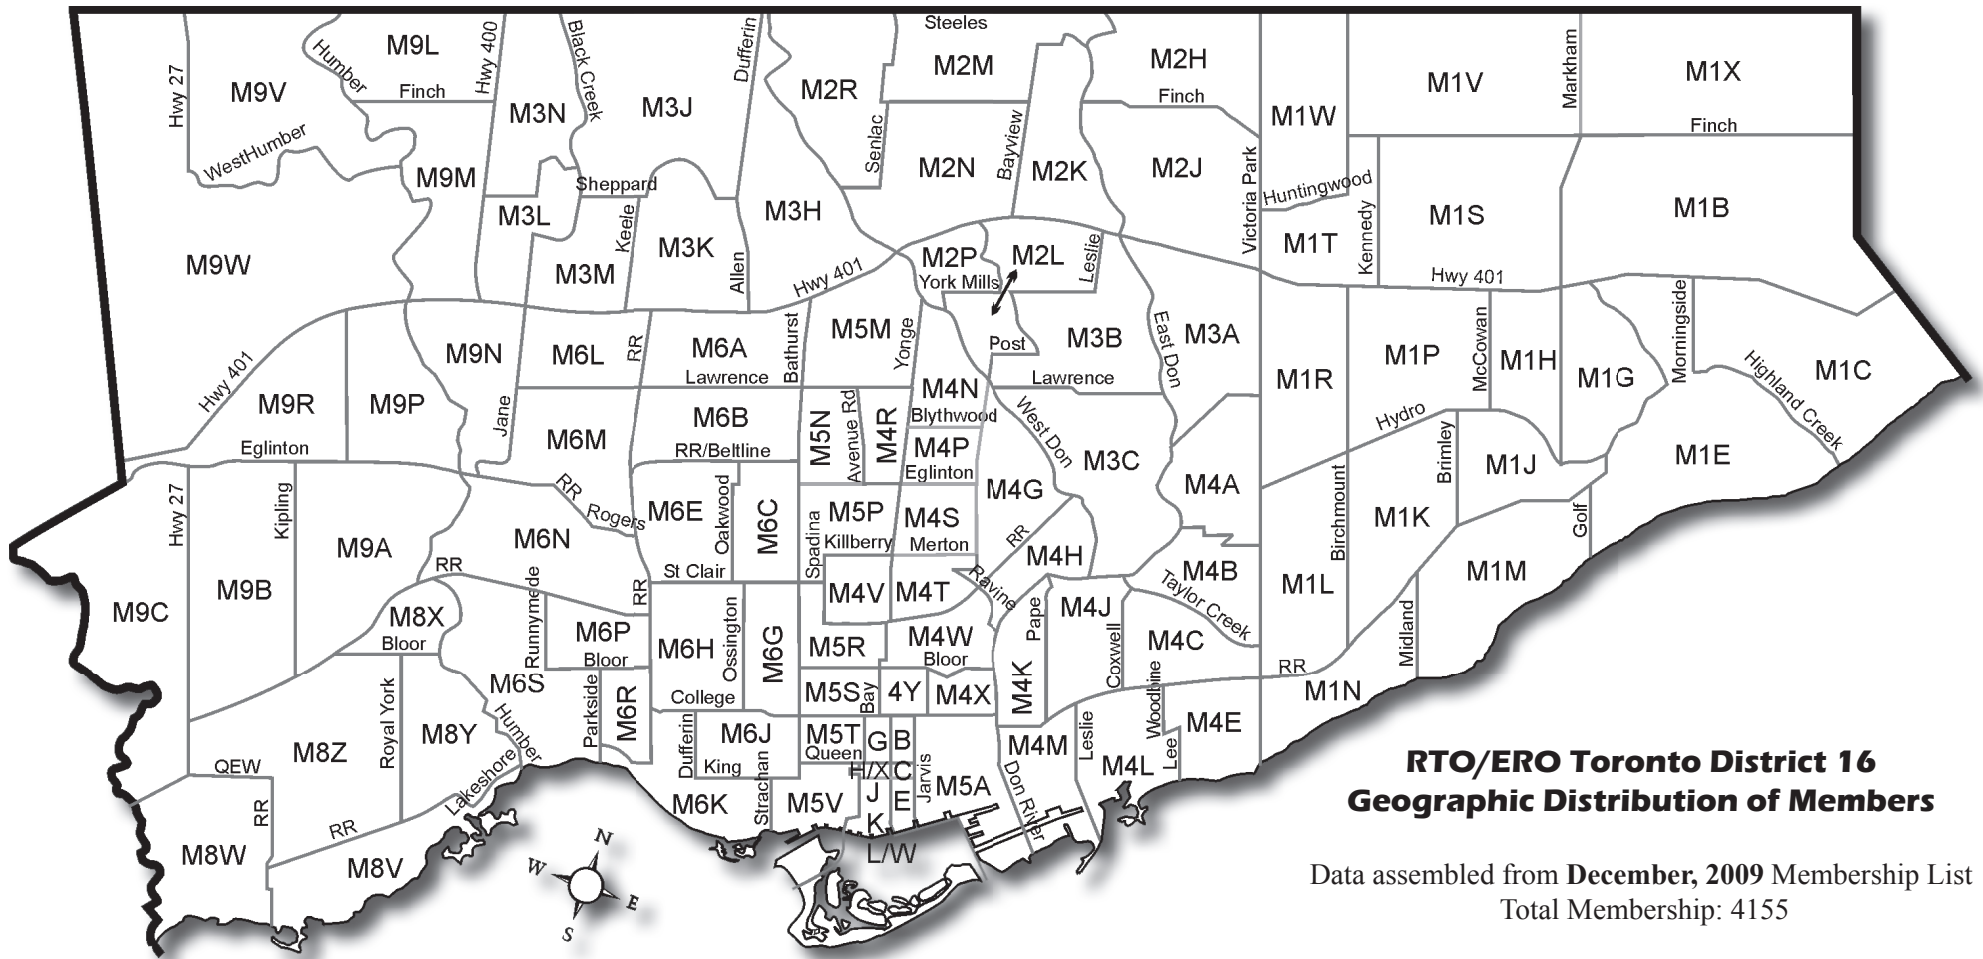 Steeles
M9L
Hwy 400
Black Creek
Dufferin
M2M
M2H
M1V
Markham
M1X
Humber
Hwy 27
M9V
Finch
M3N
M3J
M2R
Finch
M1W
Finch
WestHumber
M9M
Sheppard
Senlac
M2N
Bayview
M2K
M2J
Victoria Park
Huntingwood
M3L
Keele
M3K
M3H
M1T
Kennedy
M1S
M1B
M9W
M3M
Allen
Hwy 401
M2P
York Mills
M2L
Leslie
Hwy 401
Hwy 401
M9R
M9P
M9N
M6L
RR
M6A
Lawrence
Bathurst
M5M
Yonge
Post
M3B
Lawrence
East Don
M3A
M1R
M1P
McCowan
M1H
M1G
Morningside
Highland Creek
M1C
Eglinton
Jane
M6M
M6B
RR/Beltline
M5N
Avenue Rd
M4R
M4N
Blythwood
M4P
Eglinton
West Don
M3C
Hydro
Brimley
M1J
M1E
Hwy 27
Kipling
M9A
RR
Rogers
M6E
Oakwood
M6C
Spadina
M5P
Killberry
M4S
Merton
M4G
RR
M4A
Birchmount
M1K
Golf
M9C
M9B
RR
M6N
RR
St Clair
M4V
M4T
Ravine
M4H
M4B
Taylor Creek
M1L
M1M
M8X
Bloor
Runnymede
M6P
Bloor
M6H
Ossington
M6G
M5R
M4W
Bloor
Pape
M4J
Coxwell
M4C
RR
Midland
M6S
Parkside
M6R
College
M5S
Bay
4Y
M4X
M4K
Woodbine
M1N
Royal York
M8Z
M8Y
Humber
Dufferin
M6J
King
Strachan
M5T
Queen
G
B
H/X
C
J
E
K
Jarvis
M5A
M4M
Don River
Leslie
M4L
Lee
M4E
QEW
RR
RR
Lakeshore
M6K
M5V
L/W
M8W
M8V
N
W
E
S
RTO/ERO Toronto District 16
Geographic Distribution of Members
Data assembled from December, 2009 Membership List
Total Membership: 4155